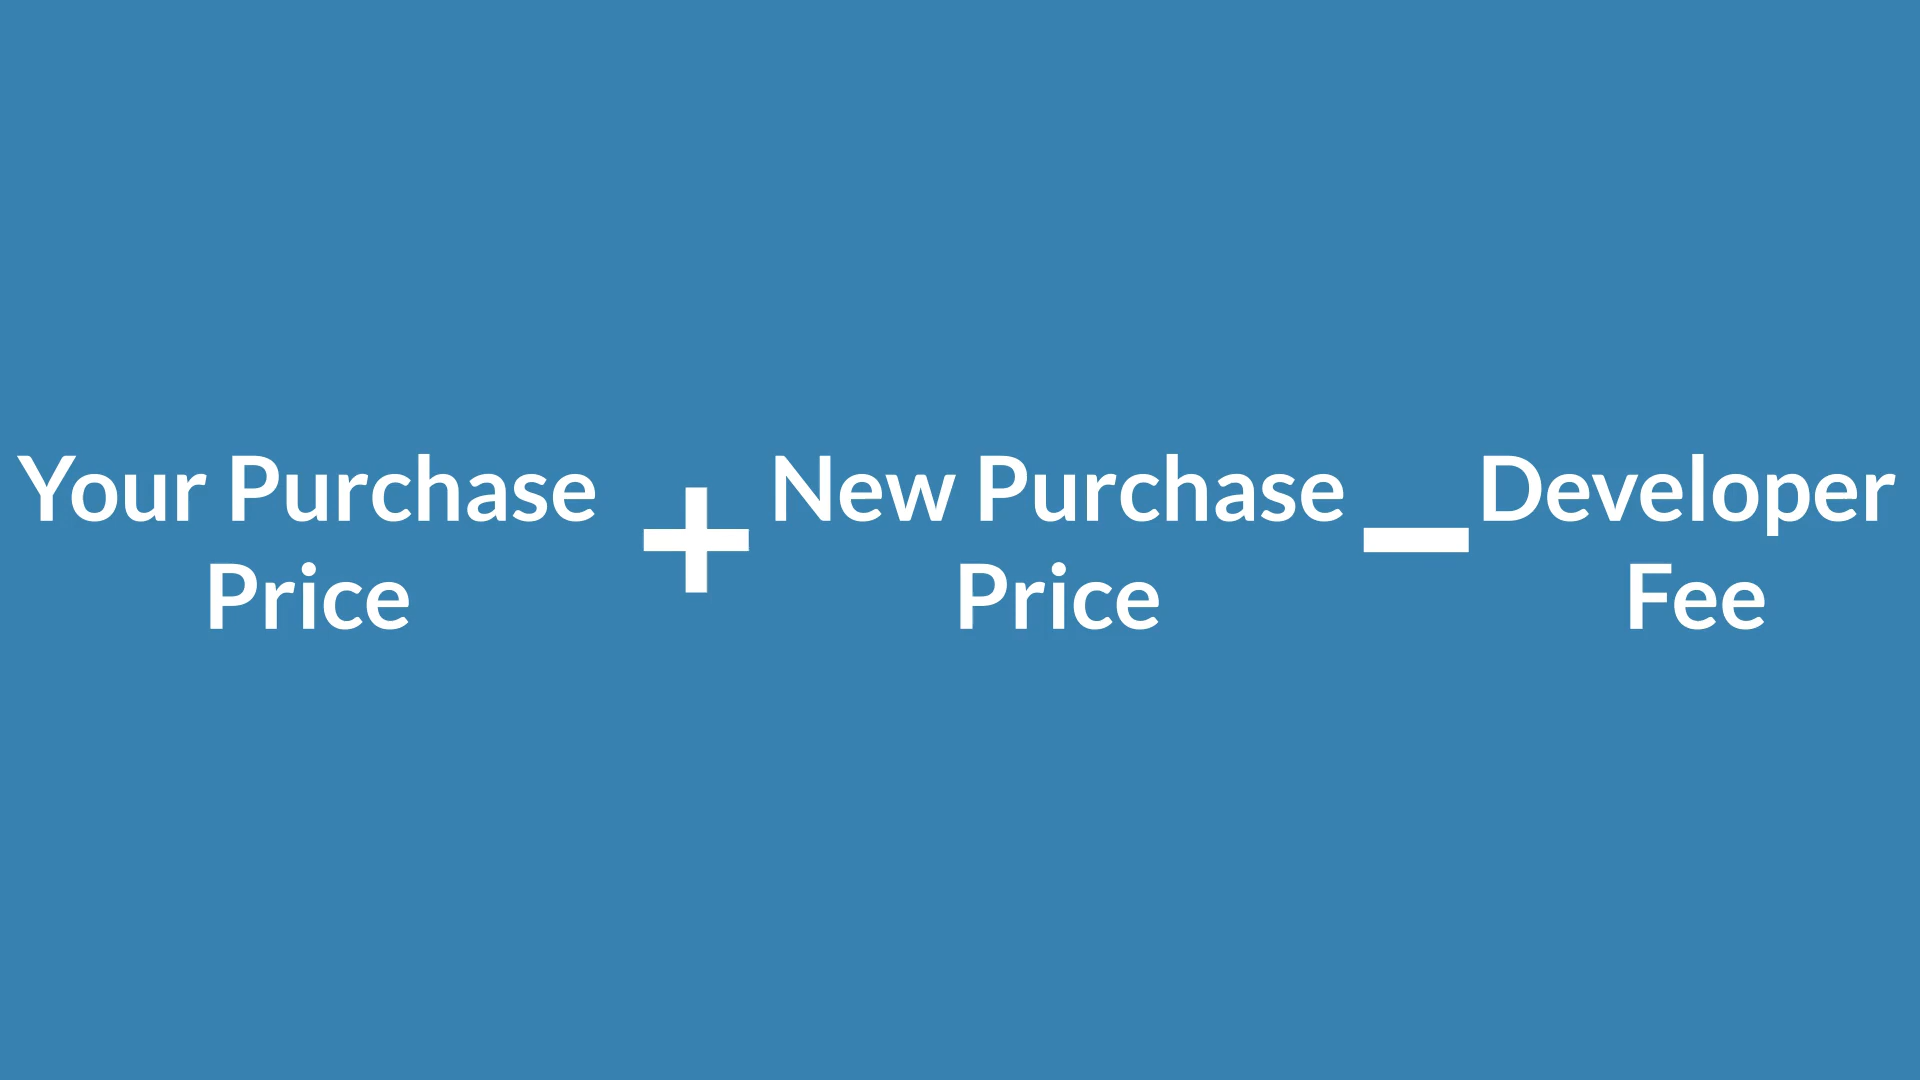 Your Purchase
Price
+
New Purchase
Price
–
Developer
Fee